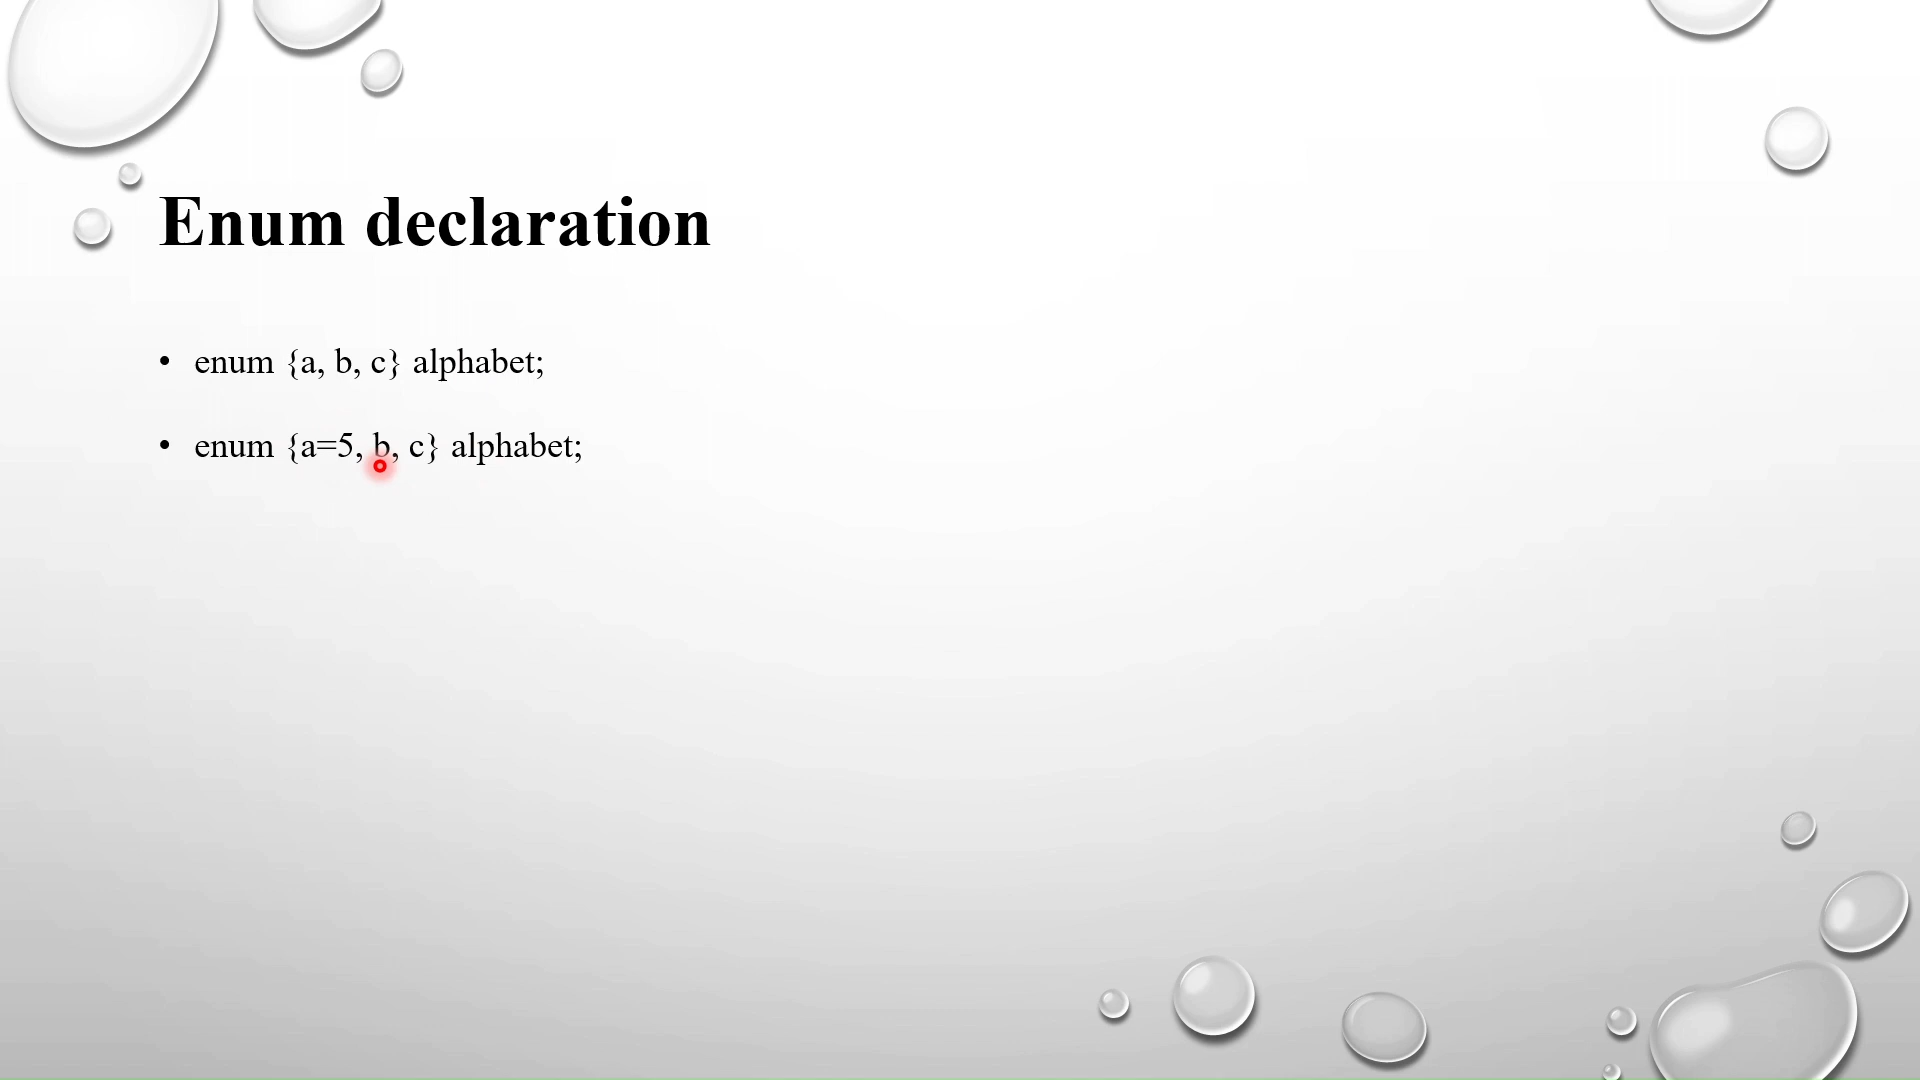 Enum declaration
• enum {a, b, c} alphabet;
• enum {a=5, b, c} alphabet;